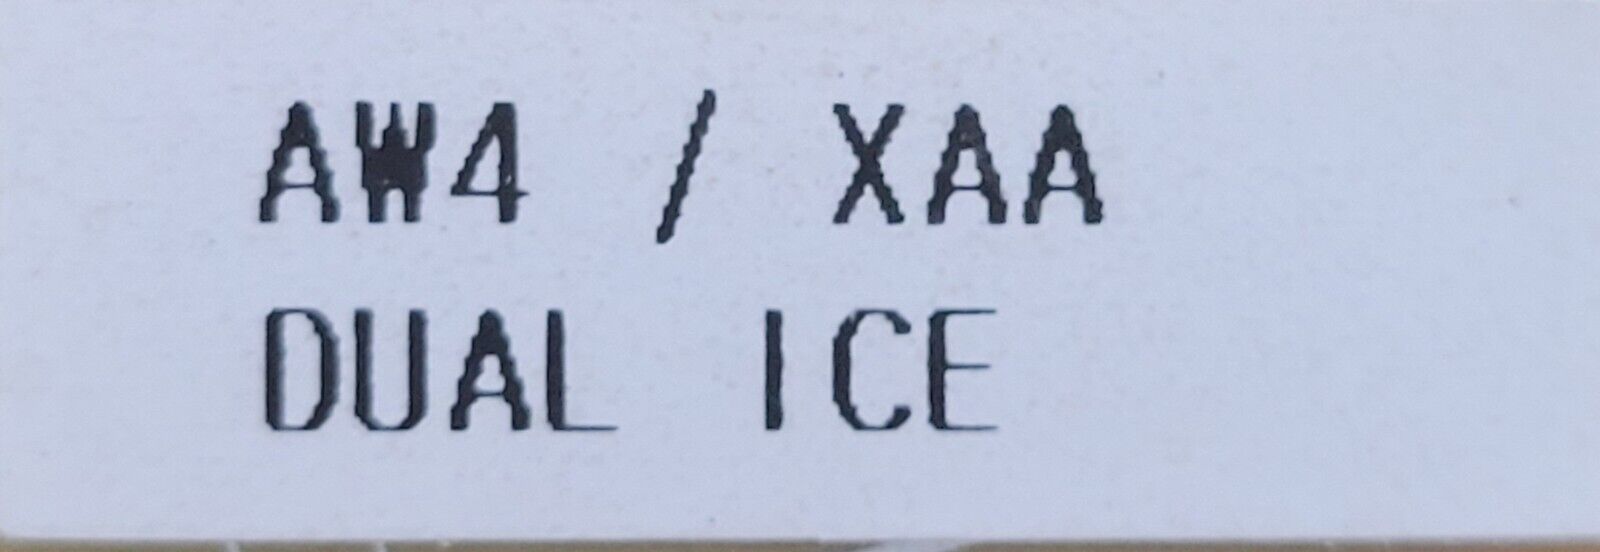 AW4 / XAA
DUAL ICE